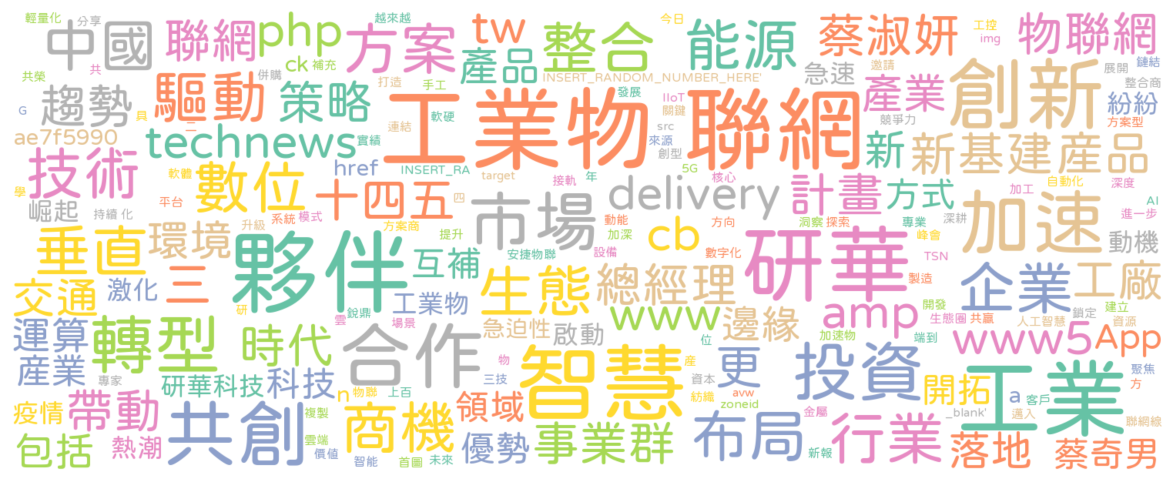 輕量化 分享 越來越 今日 工控 img 鏈結
中國 聯網 php 方案 tw 整合 能源 蔡淑妍 物聯網
共榮 共 併購 ck 補充 產品 INSERT_RANDOM_NUMBER_HERE' 急速 邀請 產業 創新 展開 整合商
趨勢 驅動 策略 打造 手工 工業物 聯網 發展 IIoT 關鍵 競爭力 紛紛 方案型
G 具 ae7f5990 二 technews 實績 連結 軟硬 src 來源 創型 新 新基建產品
技術 數位 href INSERT_RA target 5G 核心 自動化 深度
學 崛起 持續 化 軟體 平台 十四五 四 接軌 年 delivery 計畫 方式 加工 AI 進一步
垂直 環境 升級 系統 模式 方案商 提升 市場 動能 加深 cb 方向 洞察 探索 專業 深耕 峰會 加速 動機
夥伴 互補 安捷物聯 設備 數字化 研華 TSN 製造 企業 工廠
交通 激化 三 研 雲 銳鼎 場景 工業物 生態 總經理 www 邊緣 amp 開發 生態圈 共赢 建立 鎖定 人工智慧 資源
運算 轉型 時代 合作 急迫性 啟動 位 加速物 端到 www5 App
產業 專家 研華科技 科技 n 物聯 上百 物 三技 智慧 產 資本 紡織 更 avw zoneid 投資 開拓 a 客戶 工業 聚焦 方
疫情 帶動 共創 複製 商機 領域 布局 金屬 行業 _blank' 邁入 聯網線
包括 熱潮 雲端 價值 智能 首圖 未來 優勢 事業群 新報 落地 蔡奇男